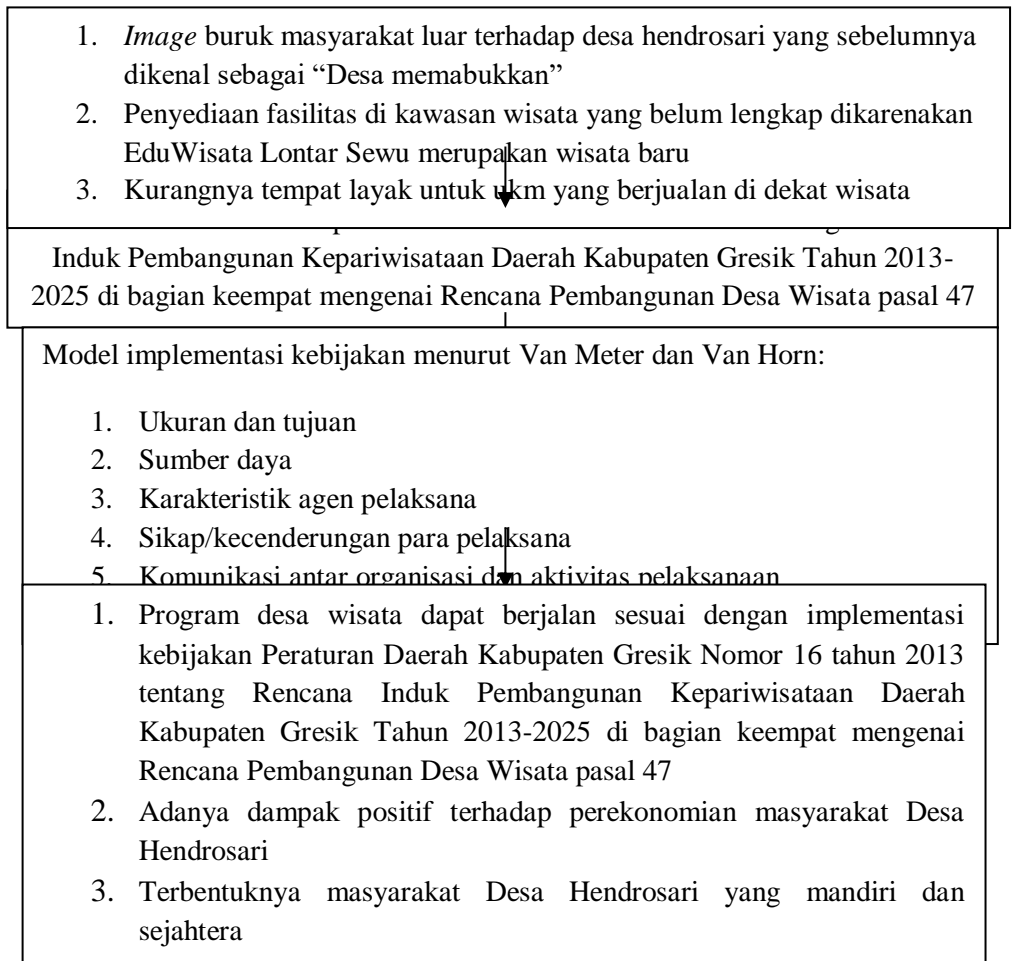 1. Image buruk masyarakat luar terhadap desa hendrosari yang sebelumnya
dikenal sebagai “Desa memabukkan”
2. Penyediaan fasilitas di kawasan wisata yang belum lengkap dikarenakan
EduWisata Lontar Sewu merupakan wisata baru
3. Kurangnya tempat layak untuk ukm yang berjualan di dekat wisata
Induk Pembangunan Kepariwisataan Daerah Kabupaten Gresik Tahun 2013-
2025 di bagian keempat mengenai Rencana Pembangunan Desa Wisata pasal 47
Model implementasi kebijakan menurut Van Meter dan Van Horn:
1. Ukuran dan tujuan
2. Sumber daya
3. Karakteristik agen pelaksana
4. Sikap/kecenderungan para pelaksana
5. Komunikasi antar organisasi dan aktivitas pelaksanaan
1. Program desa wisata dapat berjalan sesuai dengan implementasi
kebijakan Peraturan Daerah Kabupaten Gresik Nomor 16 tahun 2013
tentang Rencana Induk Pembangunan Kepariwisataan Daerah
Kabupaten Gresik Tahun 2013-2025 di bagian keempat mengenai
Rencana Pembangunan Desa Wisata pasal 47
2. Adanya dampak positif terhadap perekonomian masyarakat Desa
Hendrosari
3. Terbentuknya masyarakat Desa Hendrosari yang mandiri dan
sejahtera